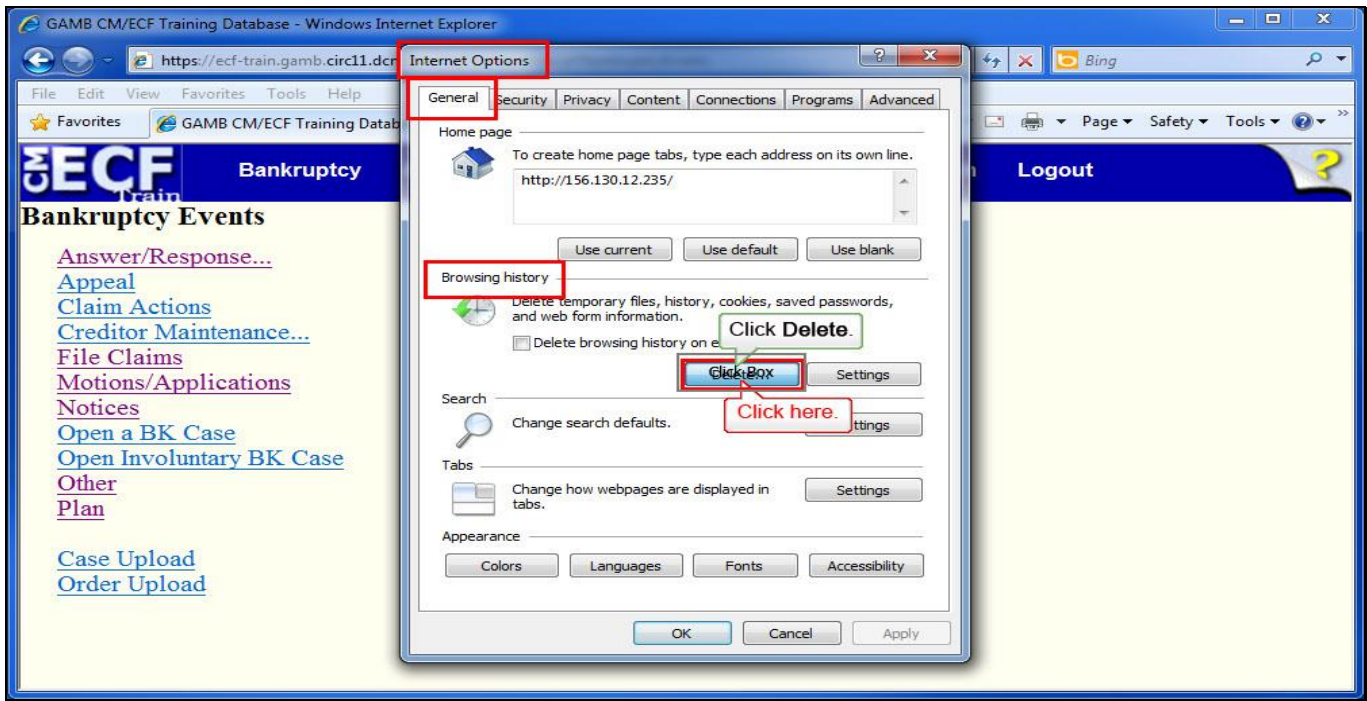 GAMB CM/ECF Training Database - Windows Internet Explorer
https://ecf-train.gamb.circ11.dcr
Bing
File Edit View Favorites Tools Help
Favorites
GAMB CM/ECF Training Datab
Page Safety Tools
CM ECF Train
Bankruptcy
Logout
Bankruptcy Events
Answer/Response...
Appeal
Claim Actions
Creditor Maintenance...
File Claims
Motions/Applications
Notices
Open a BK Case
Open Involuntary BK Case
Other
Plan
Case Upload
Order Upload
Internet Options
General Security Privacy Content Connections Programs Advanced
Home page
To create home page tabs, type each address on its own line.
http://156.130.12.235/
Use current Use default Use blank
Browsing history
Delete temporary files, history, cookies, saved passwords,
and web form information.
Delete browsing history on e
Click Delete.
Click Box
Settings
Click here.
Search
Change search defaults.
ttings
Tabs
Change how webpages are displayed in
tabs.
Settings
Appearance
Colors Languages Fonts Accessibility
OK Cancel Apply